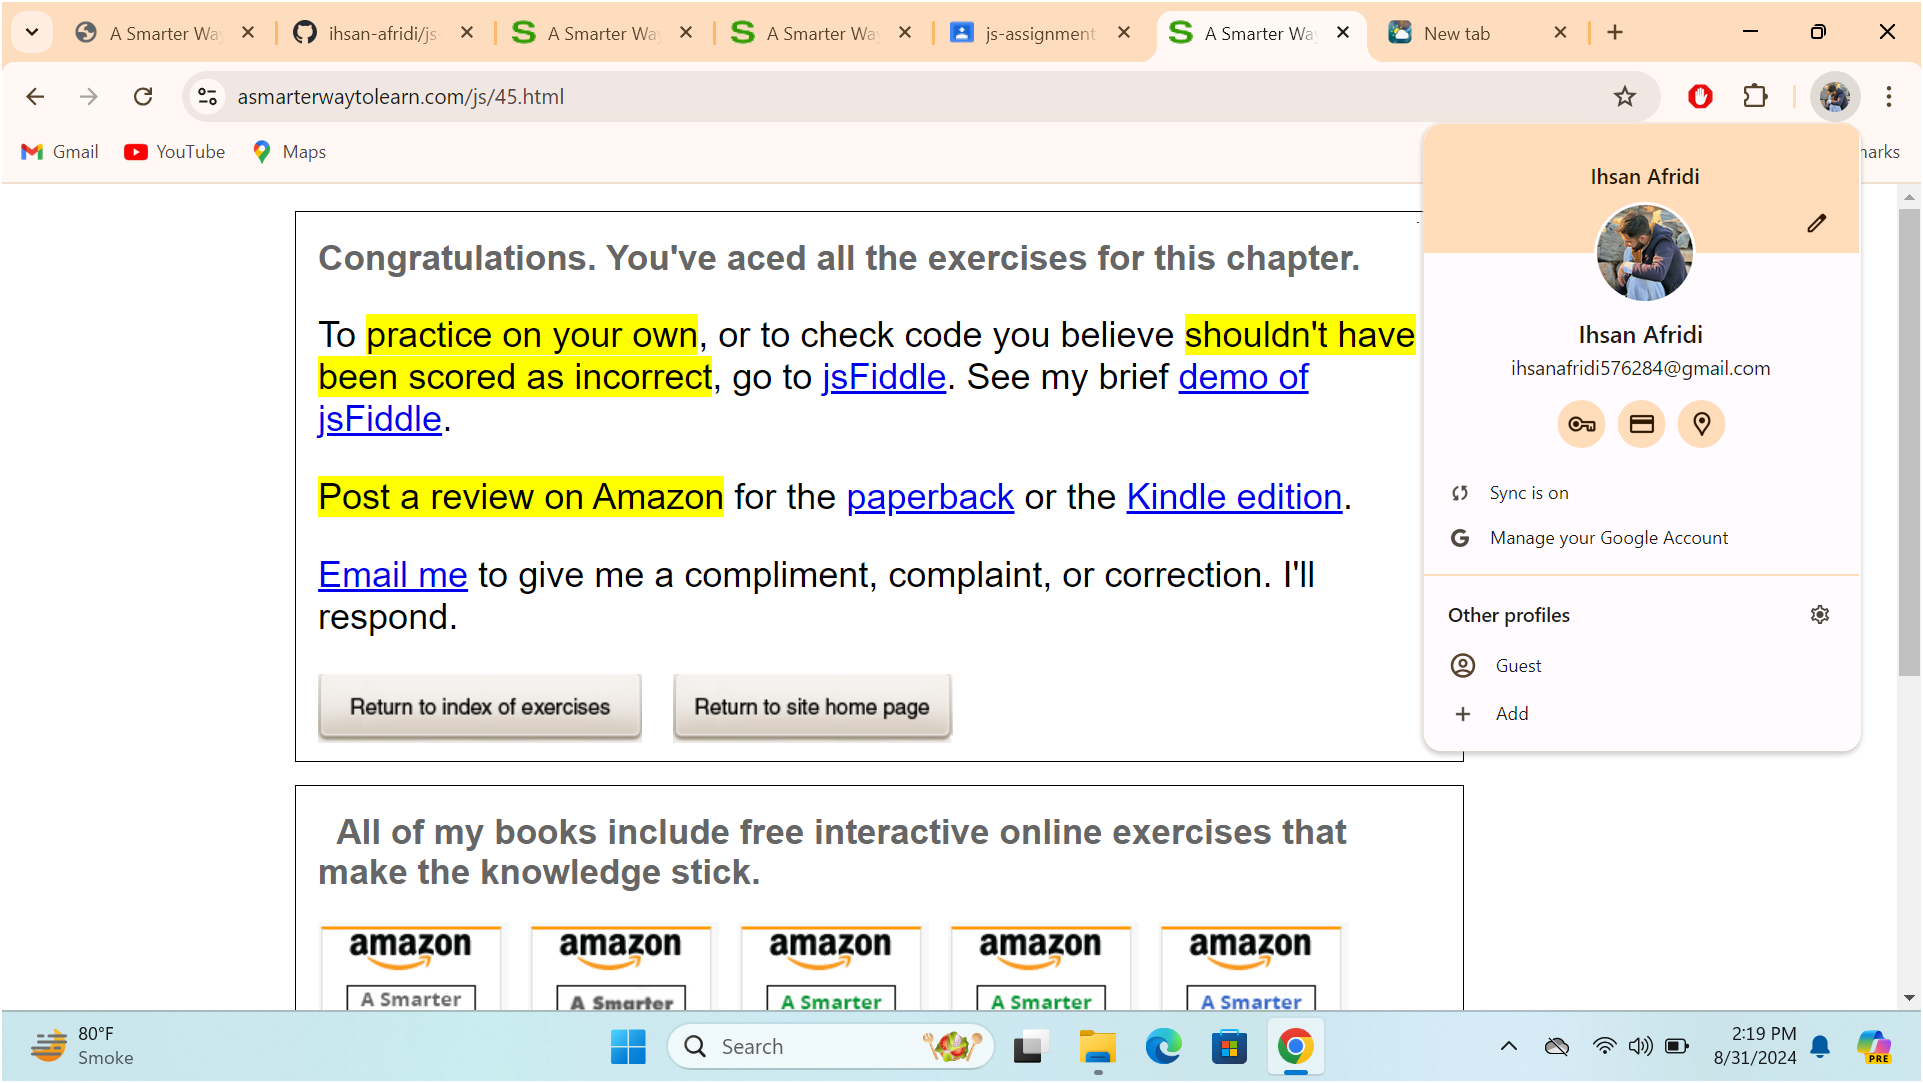 A Smarter Wa
ihsan-afridi/js-
A Smarter Wa
A Smarter Wa
js-assignment
A Smarter Wa
New tab
asmarterwaytolearn.com/js/45.html
Gmail
YouTube
Maps
marks
Ihsan Afridi
Ihsan Afridi
ihsanafridi576284@gmail.com
Sync is on
Manage your Google Account
Other profiles
Guest
Add
Congratulations. You've aced all the exercises for this chapter.
To practice on your own, or to check code you believe shouldn't have
been scored as incorrect, go to jsFiddle. See my brief demo of
jsFiddle.
Post a review on Amazon for the paperback or the Kindle edition.
Email me to give me a compliment, complaint, or correction. I'll
respond.
Return to index of exercises
Return to site home page
All of my books include free interactive online exercises that
make the knowledge stick.
amazon
A Smarter
amazon
A Smarter
amazon
A Smarter
amazon
A Smarter
amazon
A Smarter
80°F
Smoke
Search
2:19 PM
8/31/2024
PRE